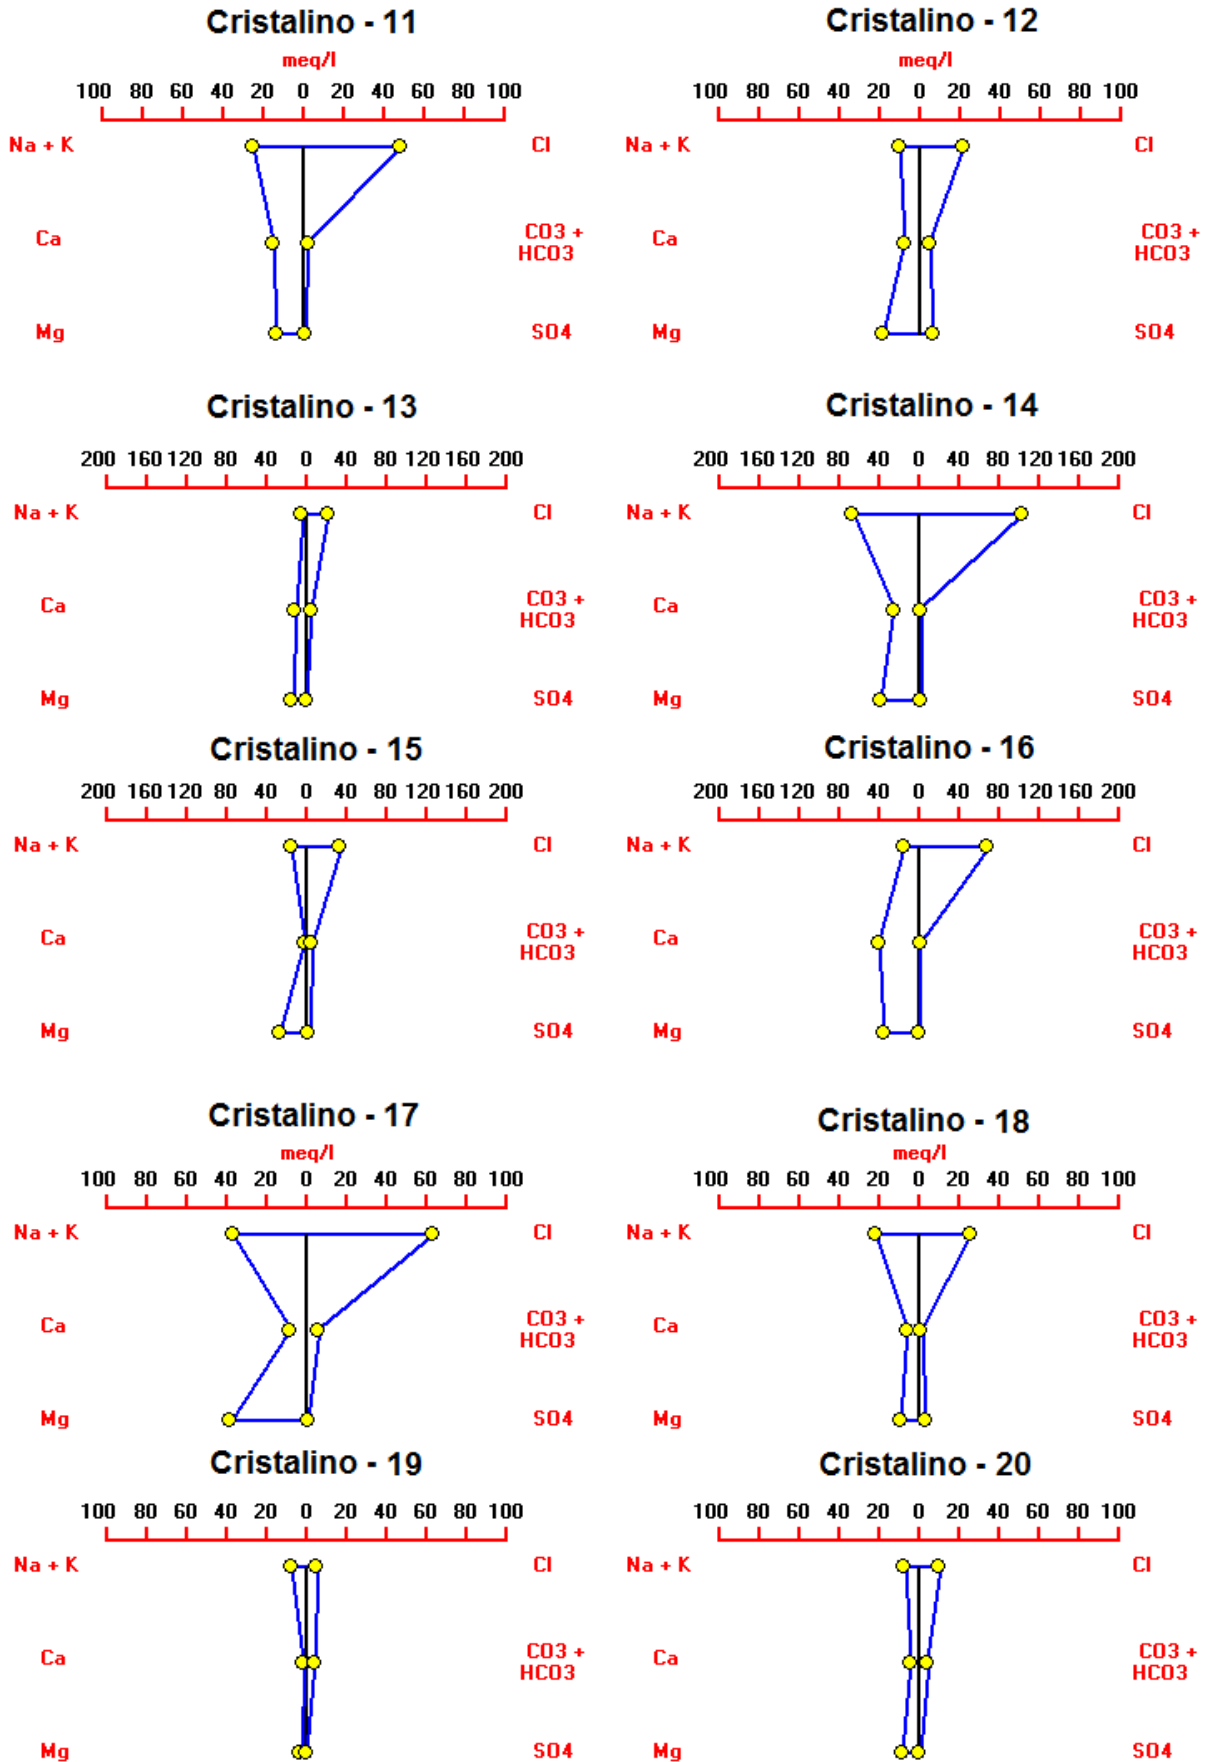 Cristalino - 11
meq/l
100 80 60 40 20 0 20 40 60 80 100
Na + K Cl
Ca CO3 +
HCO3
Mg SO4
Cristalino - 12
meq/l
100 80 60 40 20 0 20 40 60 80 100
Na + K Cl
Ca CO3 +
HCO3
Mg SO4
Cristalino - 13
200 160 120 80 40 0 40 80 120 160 200
Na + K Cl
Ca CO3 +
HCO3
Mg SO4
Cristalino - 14
200 160 120 80 40 0 40 80 120 160 200
Na + K Cl
Ca CO3 +
HCO3
Mg SO4
Cristalino - 15
200 160 120 80 40 0 40 80 120 160 200
Na + K Cl
Ca CO3 +
HCO3
Mg SO4
Cristalino - 16
200 160 120 80 40 0 40 80 120 160 200
Na + K Cl
Ca CO3 +
HCO3
Mg SO4
Cristalino - 17
meq/l
100 80 60 40 20 0 20 40 60 80 100
Na + K Cl
Ca CO3 +
HCO3
Mg SO4
Cristalino - 18
meq/l
100 80 60 40 20 0 20 40 60 80 100
Na + K Cl
Ca CO3 +
HCO3
Mg SO4
Cristalino - 19
100 80 60 40 20 0 20 40 60 80 100
Na + K Cl
Ca CO3 +
HCO3
Mg SO4
Cristalino - 20
100 80 60 40 20 0 20 40 60 80 100
Na + K Cl
Ca CO3 +
HCO3
Mg SO4